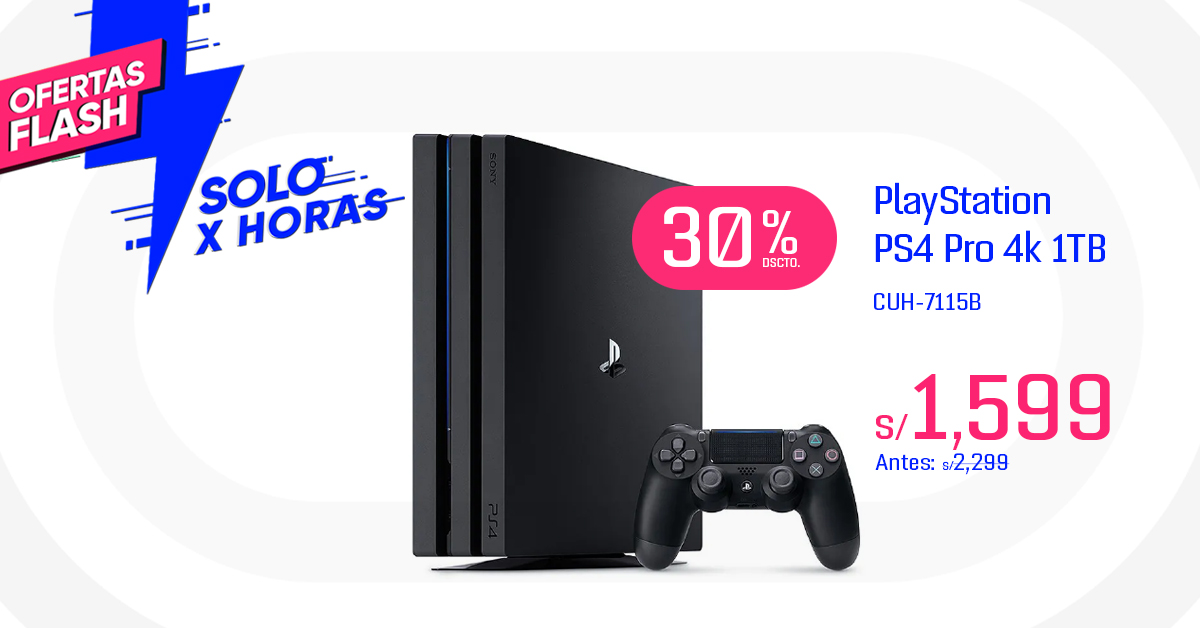 OFERTAS
FLASH
SOLO
X HORAS
SONY
PS4
30%
DSCTO.
PlayStation
PS4 Pro 4k 1TB
CUH-7115B
S/1,599
Antes: S/2,299